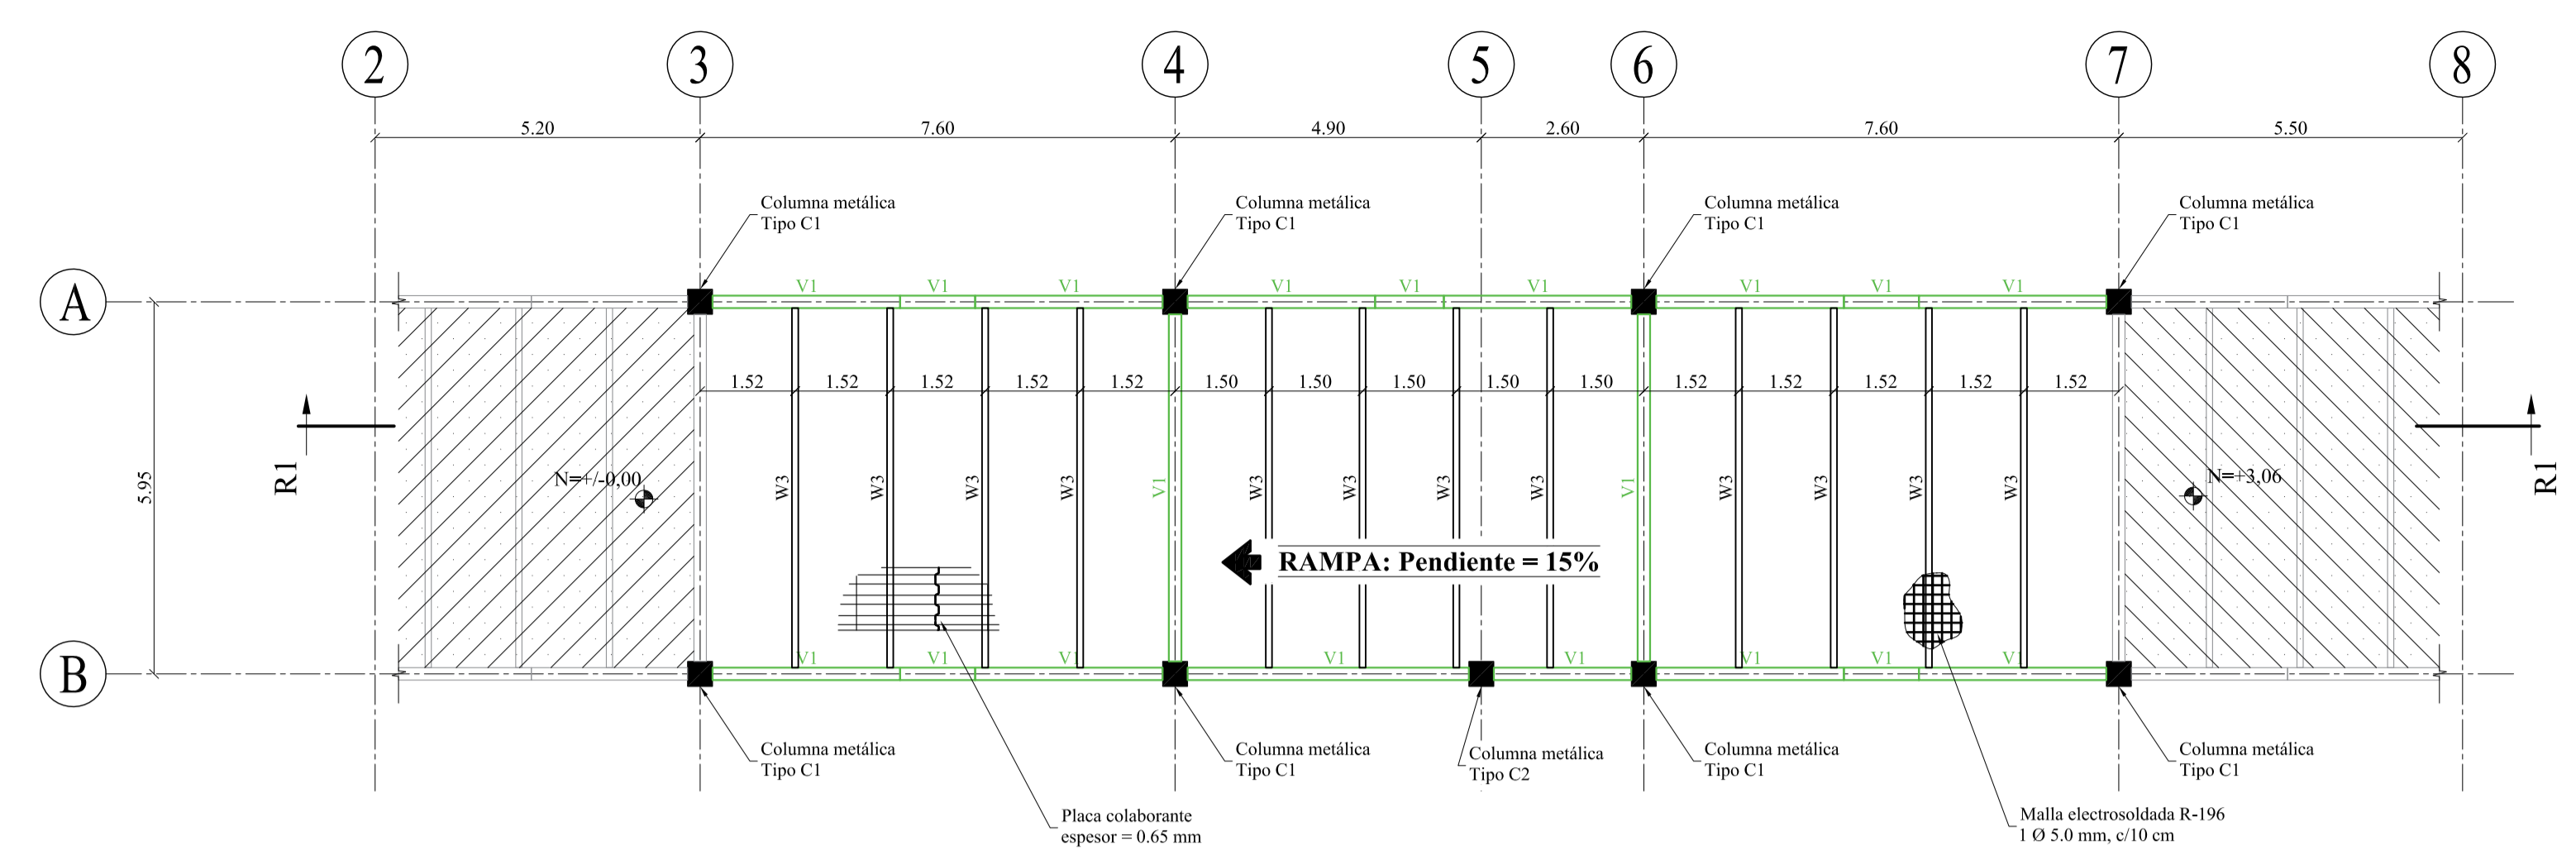 2 3 4 5 6 7 8
5.20 7.60 4.90 2.60 7.60 5.50
Columna metálica
Tipo C1
Columna metálica
Tipo C1
Columna metálica
Tipo C1
Columna metálica
Tipo C1
A
V1 V1 V1 V1 V1 V1 V1 V1 V1
1.52 1.52 1.52 1.52 1.52 1.50 1.50 1.50 1.50 1.50 1.52 1.52 1.52 1.52 1.52
R1
5.95
N=+/-0,00
W3 W3 W3 W3 V1 W3 W3 W3 W3 V1 W3 W3 W3 W3
N=+3,06
R1
RAMPA: Pendiente = 15%
B
V1 V1 V1 V1 V1 V1 V1 V1
Columna metálica
Tipo C1
Columna metálica
Tipo C1
Columna metálica
Tipo C2
Columna metálica
Tipo C1
Columna metálica
Tipo C1
Placa colaborante
espesor = 0.65 mm
Malla electrosoldada R-196
1 Ø 5.0 mm, c/10 cm